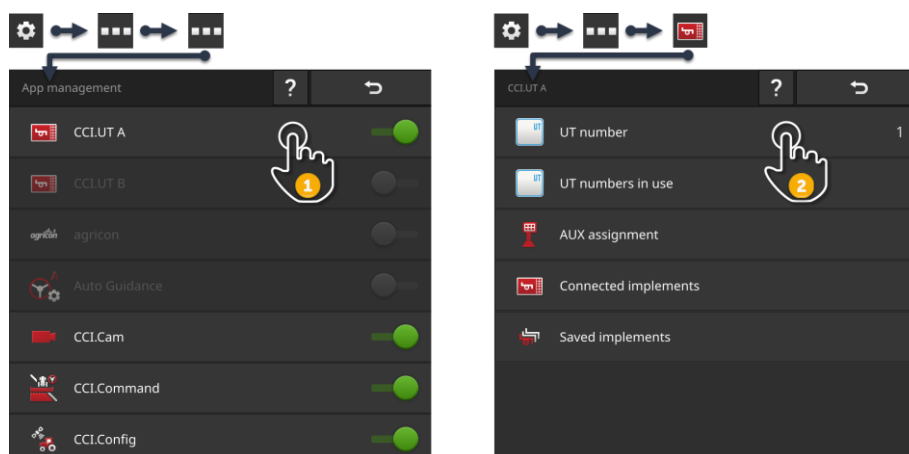 App management
?
CCI.UT A
1
CCI.UT B
agricon
agricon
A
Auto Guidance
CCI.Cam
CCI.Command
CCI.Config
CCI.UT A
?
UT
UT number
1
2
UT
UT numbers in use
AUX assignment
Connected implements
Saved implements